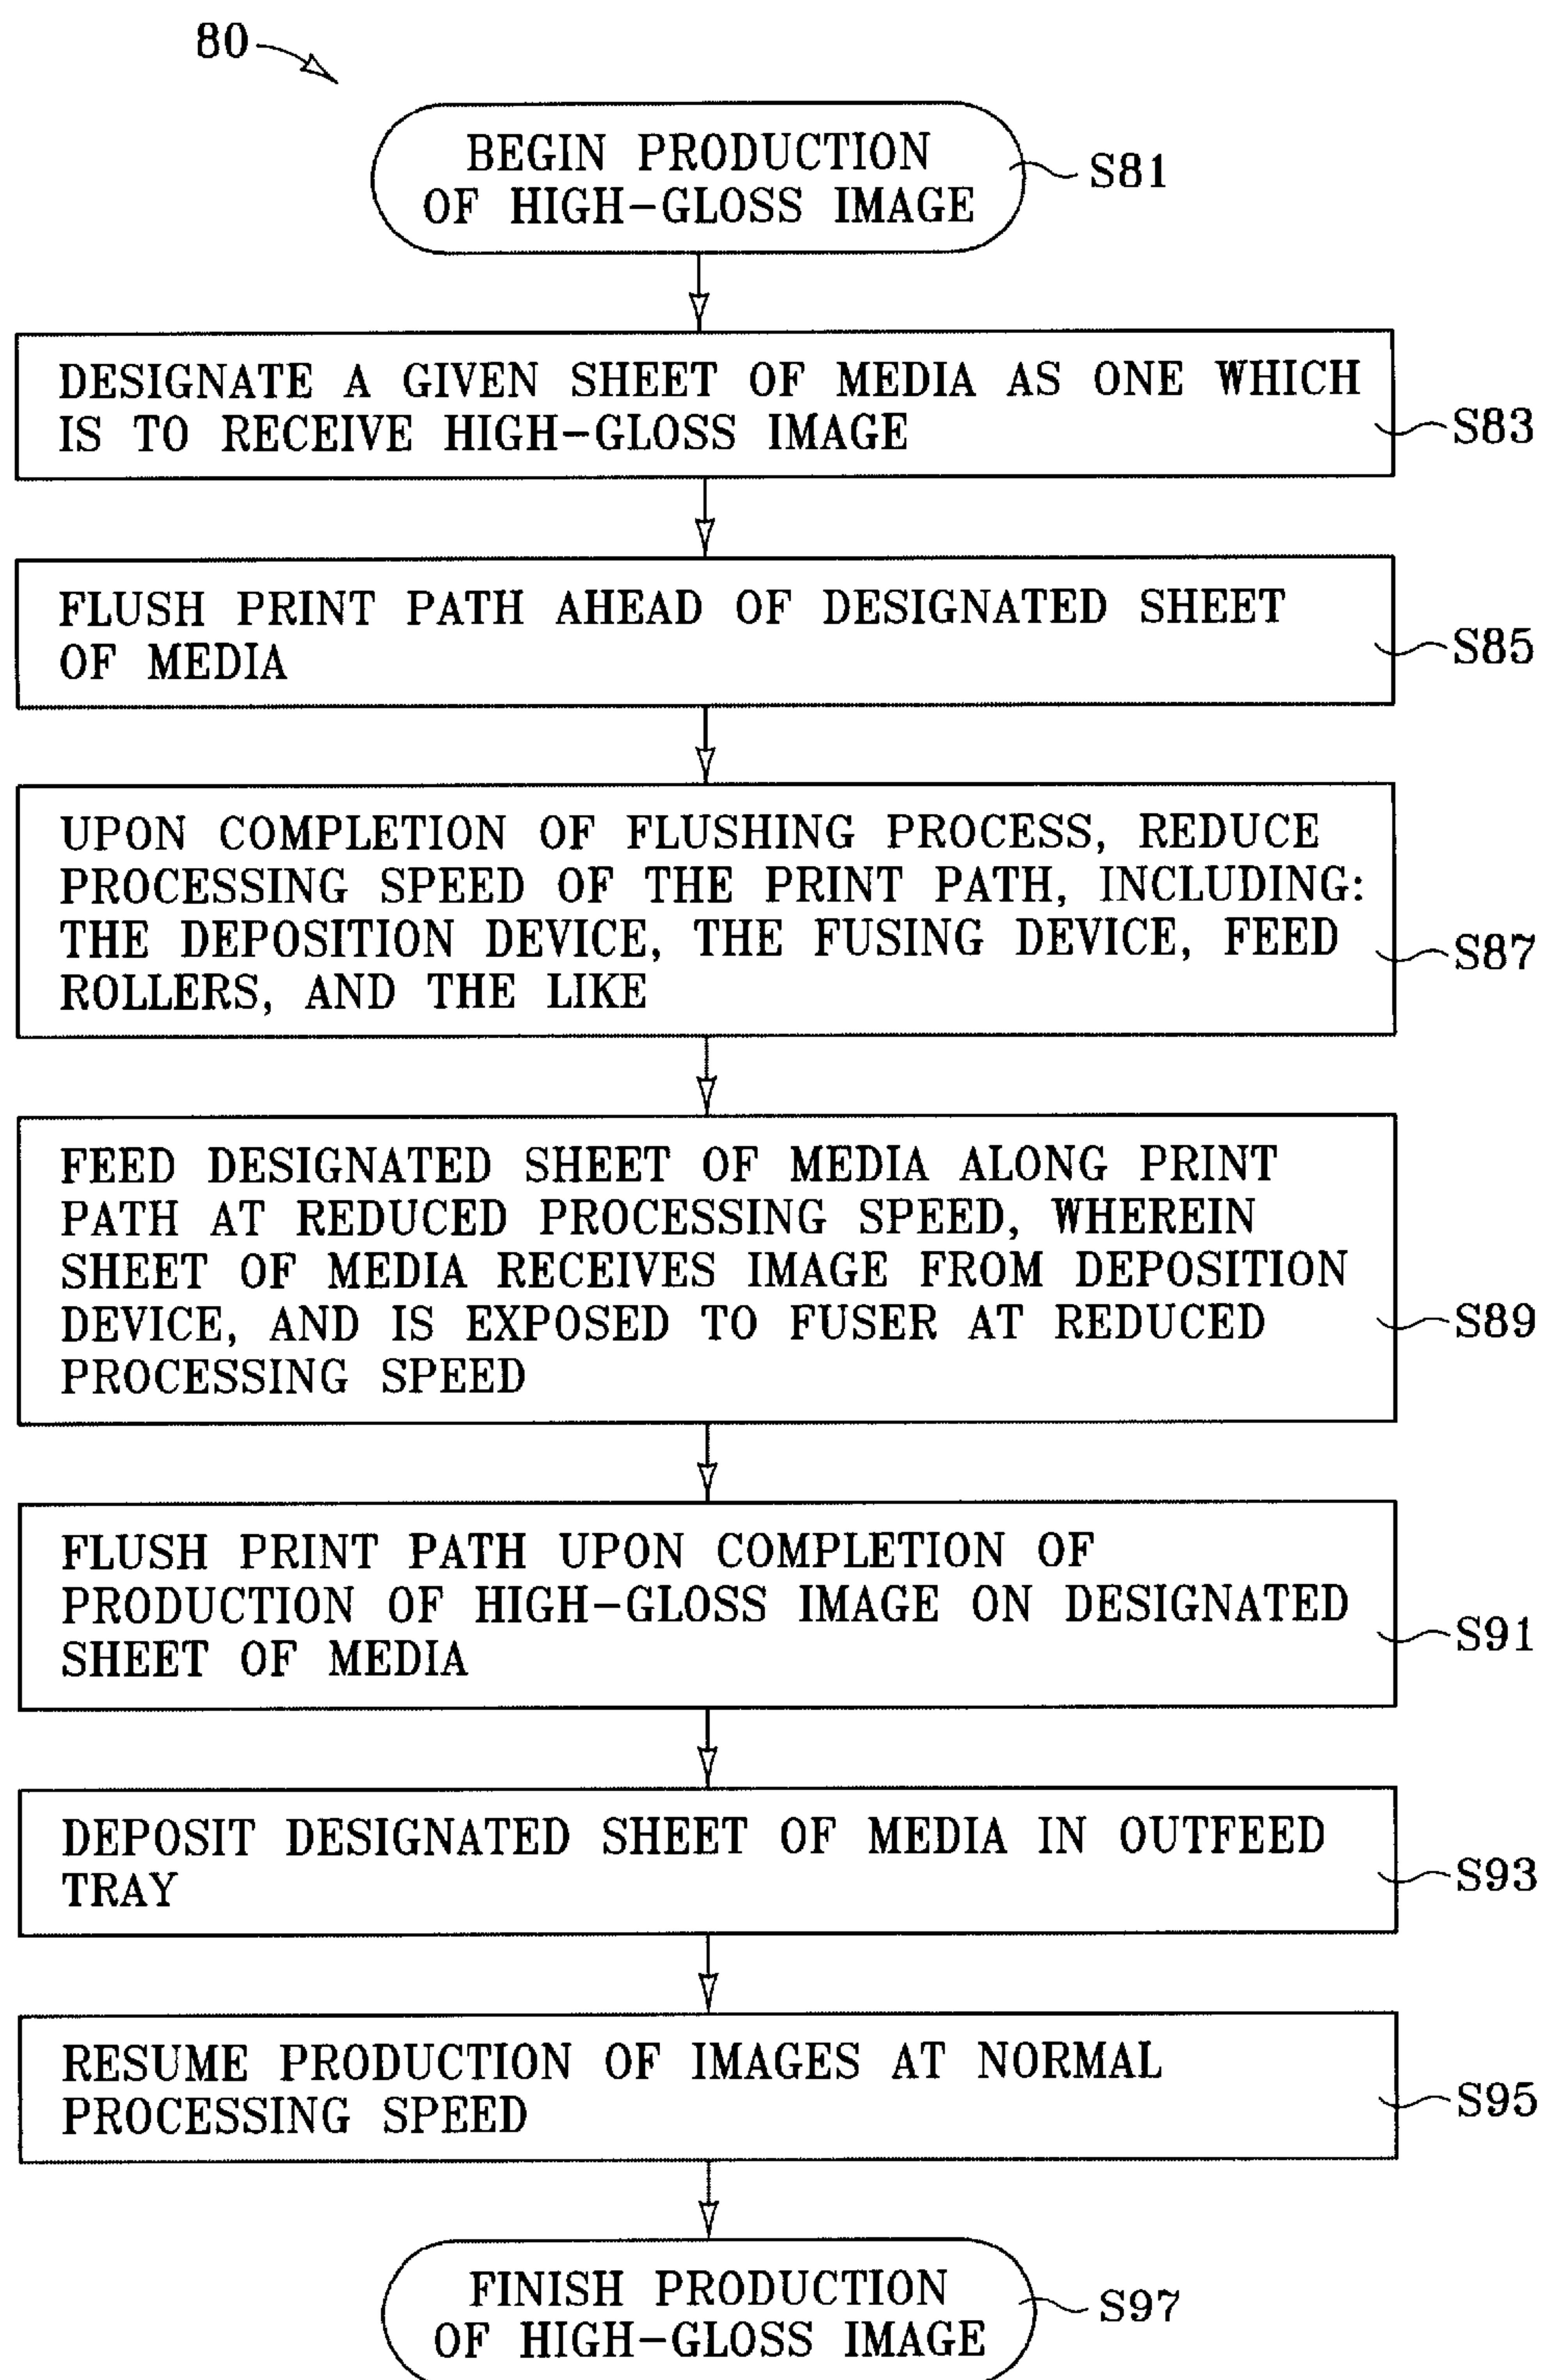 80
BEGIN PRODUCTION
OF HIGH-GLOSS IMAGE
S81
DESIGNATE A GIVEN SHEET OF MEDIA AS ONE WHICH
IS TO RECEIVE HIGH-GLOSS IMAGE
S83
FLUSH PRINT PATH AHEAD OF DESIGNATED SHEET
OF MEDIA
S85
UPON COMPLETION OF FLUSHING PROCESS, REDUCE
PROCESSING SPEED OF THE PRINT PATH, INCLUDING:
THE DEPOSITION DEVICE, THE FUSING DEVICE, FEED
ROLLERS, AND THE LIKE
S87
FEED DESIGNATED SHEET OF MEDIA ALONG PRINT
PATH AT REDUCED PROCESSING SPEED, WHEREIN
SHEET OF MEDIA RECEIVES IMAGE FROM DEPOSITION
DEVICE, AND IS EXPOSED TO FUSER AT REDUCED
PROCESSING SPEED
S89
FLUSH PRINT PATH UPON COMPLETION OF
PRODUCTION OF HIGH-GLOSS IMAGE ON DESIGNATED
SHEET OF MEDIA
S91
DEPOSIT DESIGNATED SHEET OF MEDIA IN OUTFEED
TRAY
S93
RESUME PRODUCTION OF IMAGES AT NORMAL
PROCESSING SPEED
S95
FINISH PRODUCTION
OF HIGH-GLOSS IMAGE
S97